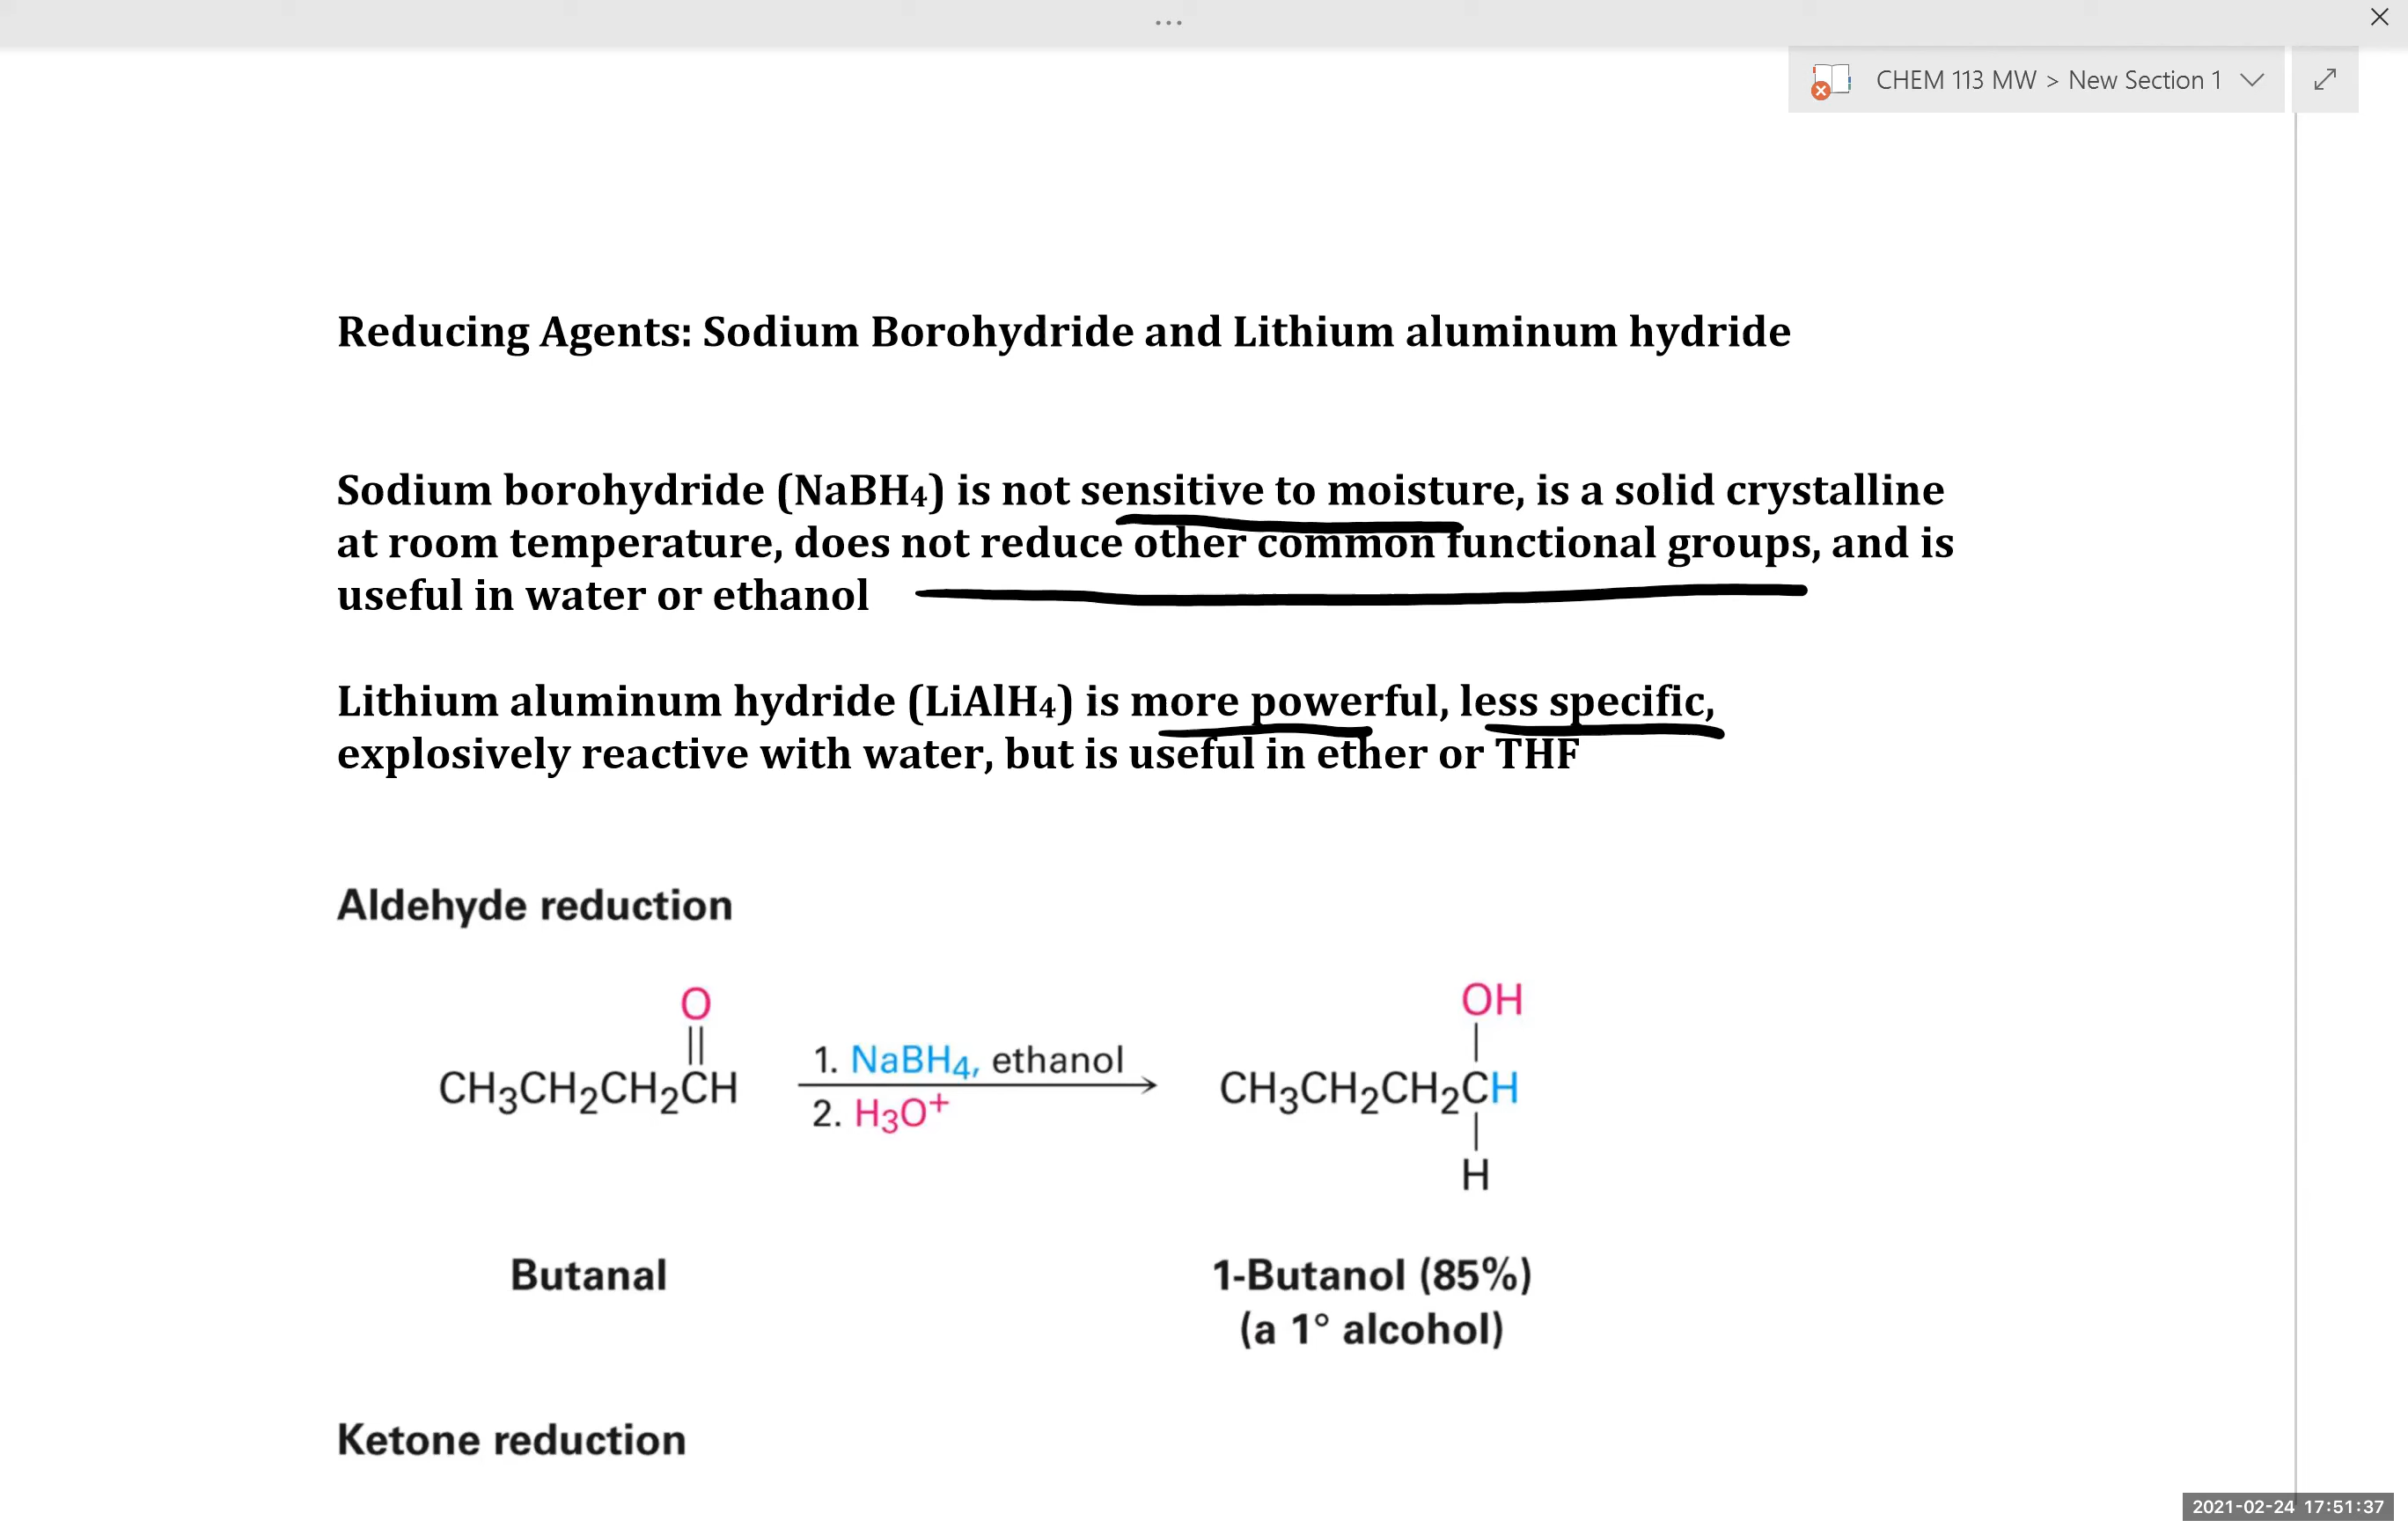 ...
CHEM 113 MW > New Section 1
Reducing Agents: Sodium Borohydride and Lithium aluminum hydride
Sodium borohydride (NaBH4) is not sensitive to moisture, is a solid crystalline
at room temperature, does not reduce other common functional groups, and is
useful in water or ethanol
Lithium aluminum hydride (LiAlH4) is more powerful, less specific,
explosively reactive with water, but is useful in ether or THF
Aldehyde reduction
O
||
CH3CH2CH2CH
1. NaBH4, ethanol
2. H3O+
OH
CH3CH2CH2CH
H
Butanal
1-Butanol (85%)
(a 1° alcohol)
Ketone reduction
2021-02-24 17:51:37